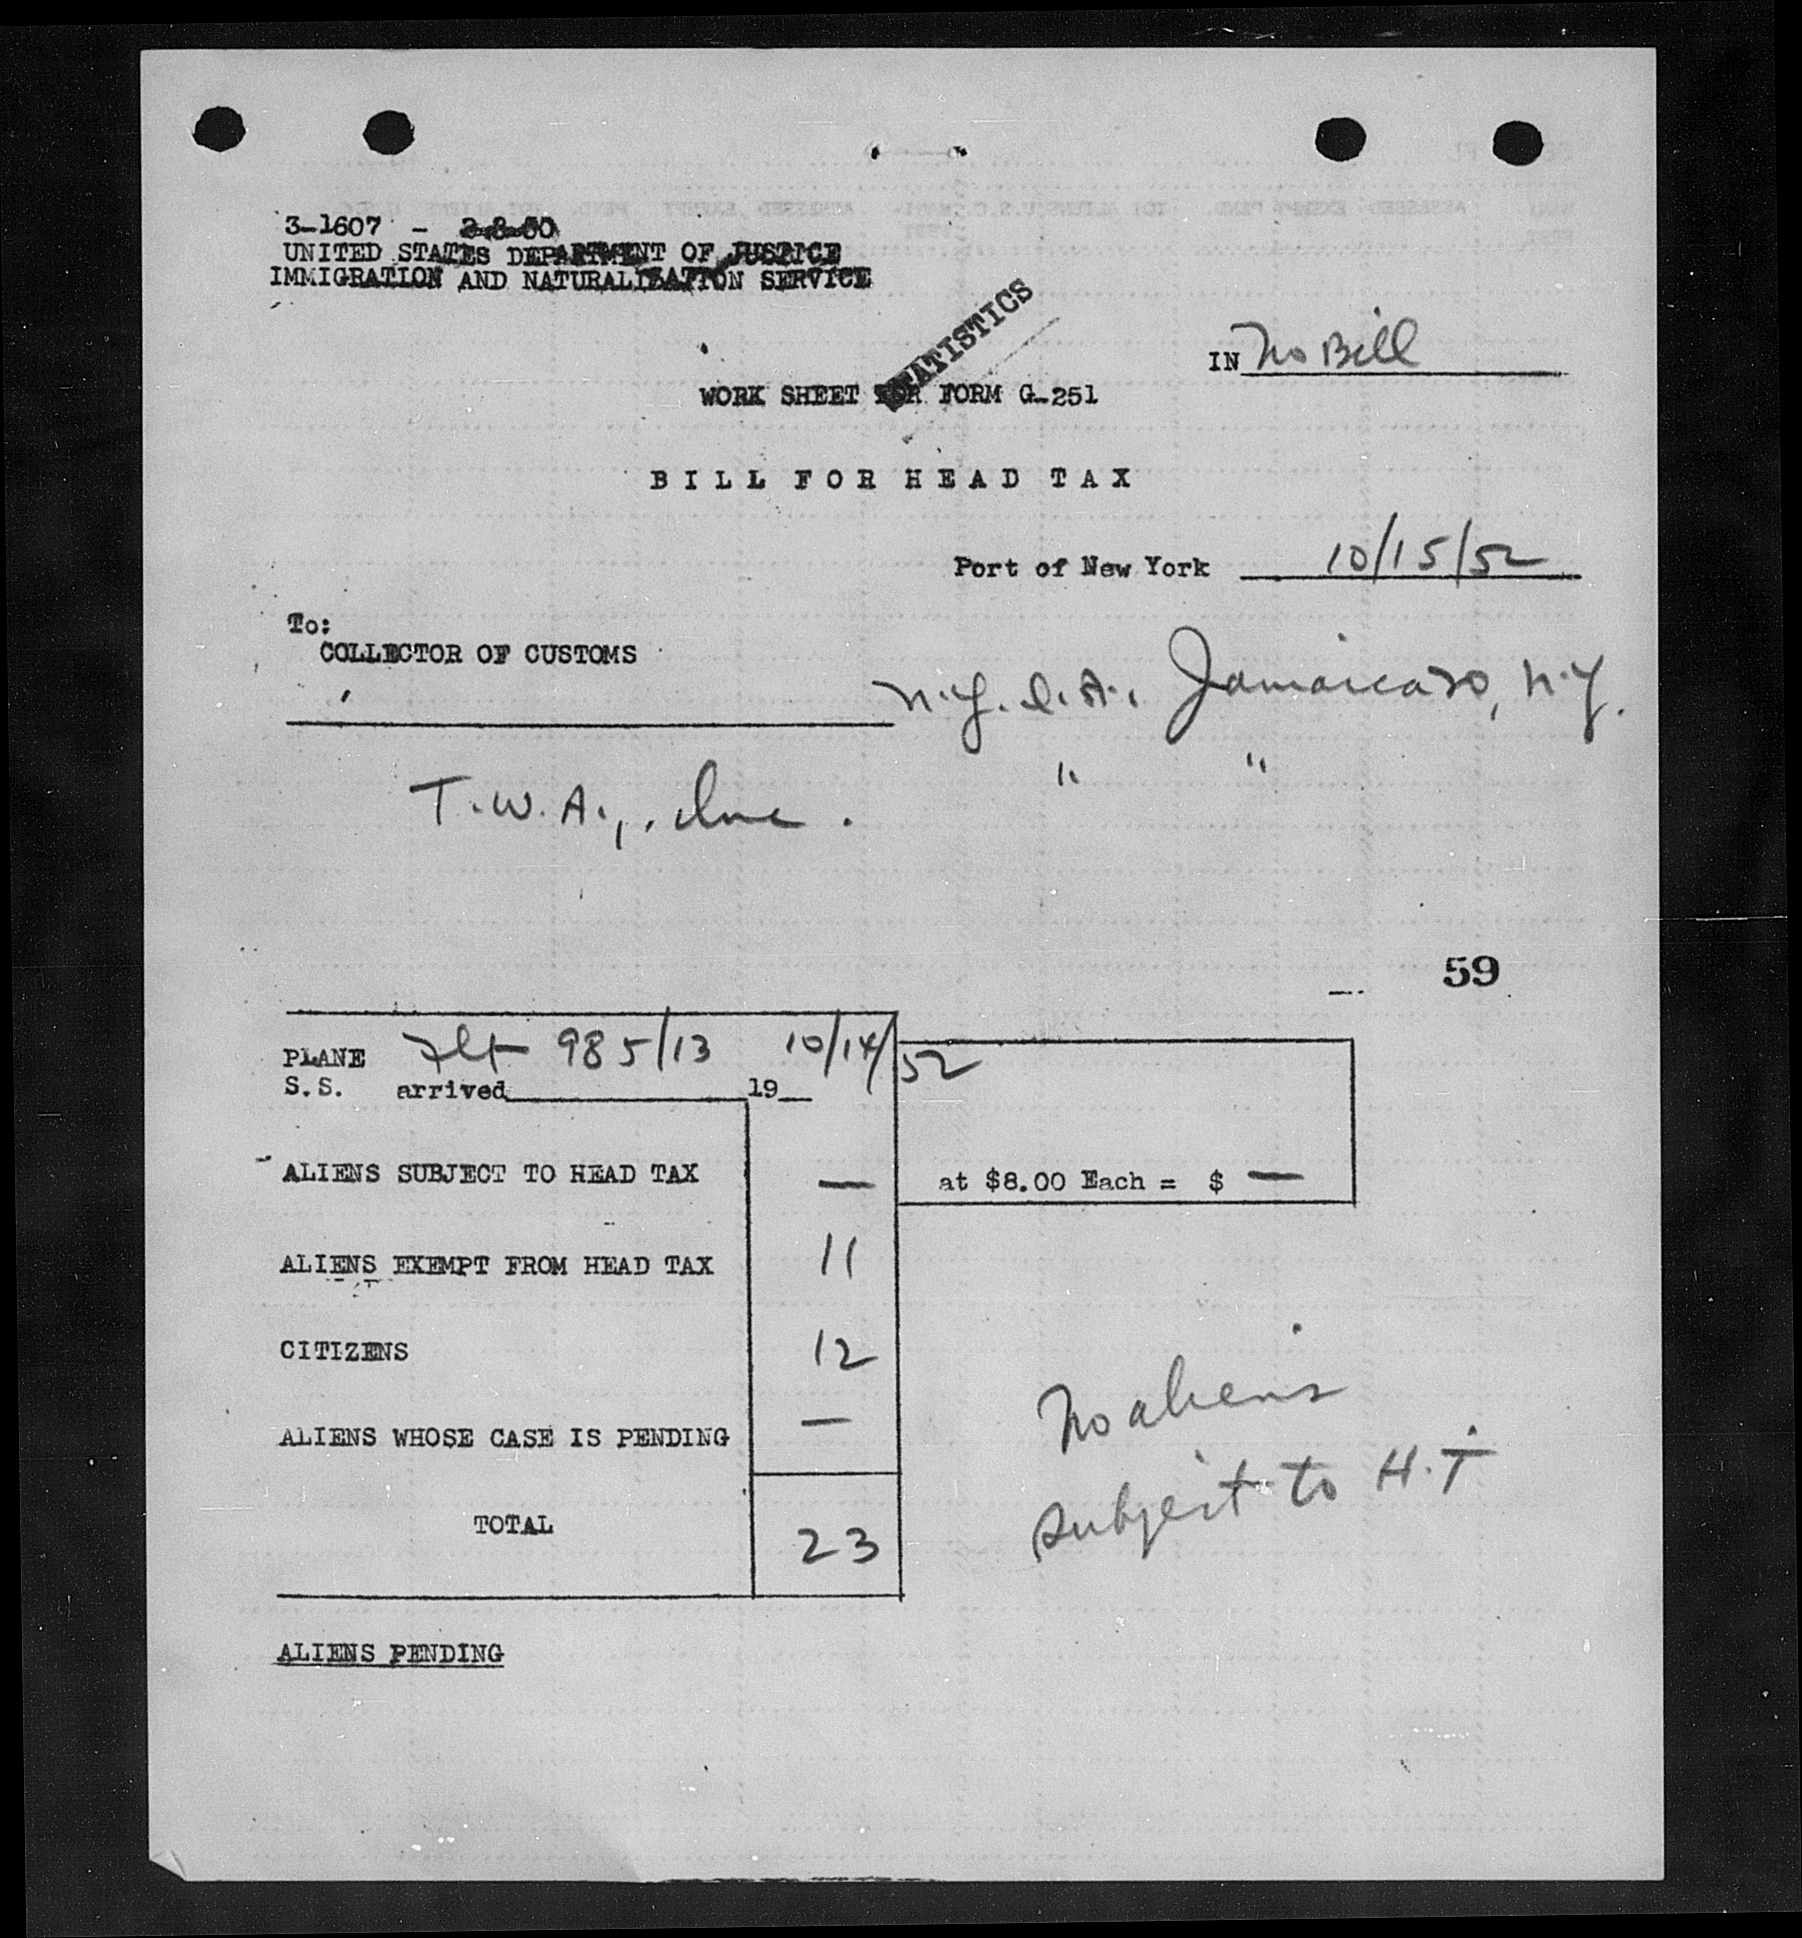 3-1607 - 2-8-50
UNITED STATES DEPARTMENT OF JUSTICE
IMMIGRATION AND NATURALIZATION SERVICE
STATISTICS
IN No Bill
WORK SHEET FOR FORM G-251
BILL FOR HEAD TAX
Port of New York 10/15/52
To:
COLLECTOR OF CUSTOMS
N.Y.I.A., Jamaica 30, N.Y.
T.W.A., Inc. " "
59
PLANE Flt 985/13 10/14/52
S.S. arrived 19
ALIENS SUBJECT TO HEAD TAX — at $8.00 Each = $ —
ALIENS EXEMPT FROM HEAD TAX 11
CITIZENS 12
ALIENS WHOSE CASE IS PENDING —
No aliens
subject to H.T
TOTAL 23
ALIENS PENDING